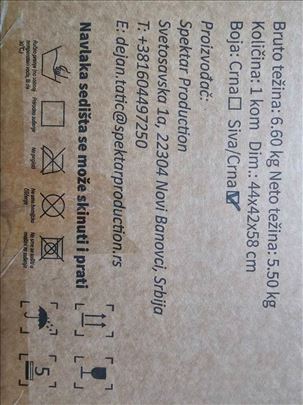 Bruto težina: 6.60 kg Neto težina: 5.50 kg
Količina: 1 kom Dim.: 44x42x58 cm
Boja: Crna Siva/Crna
Proizvođač:
Spektar Production
Svetosavska 1a, 22304 Novi Banovci, Srbija
T: +381604497250
E: dejan.tatic@spektarproduction.rs
Navlaka sedišta se može skinuti i prati
5